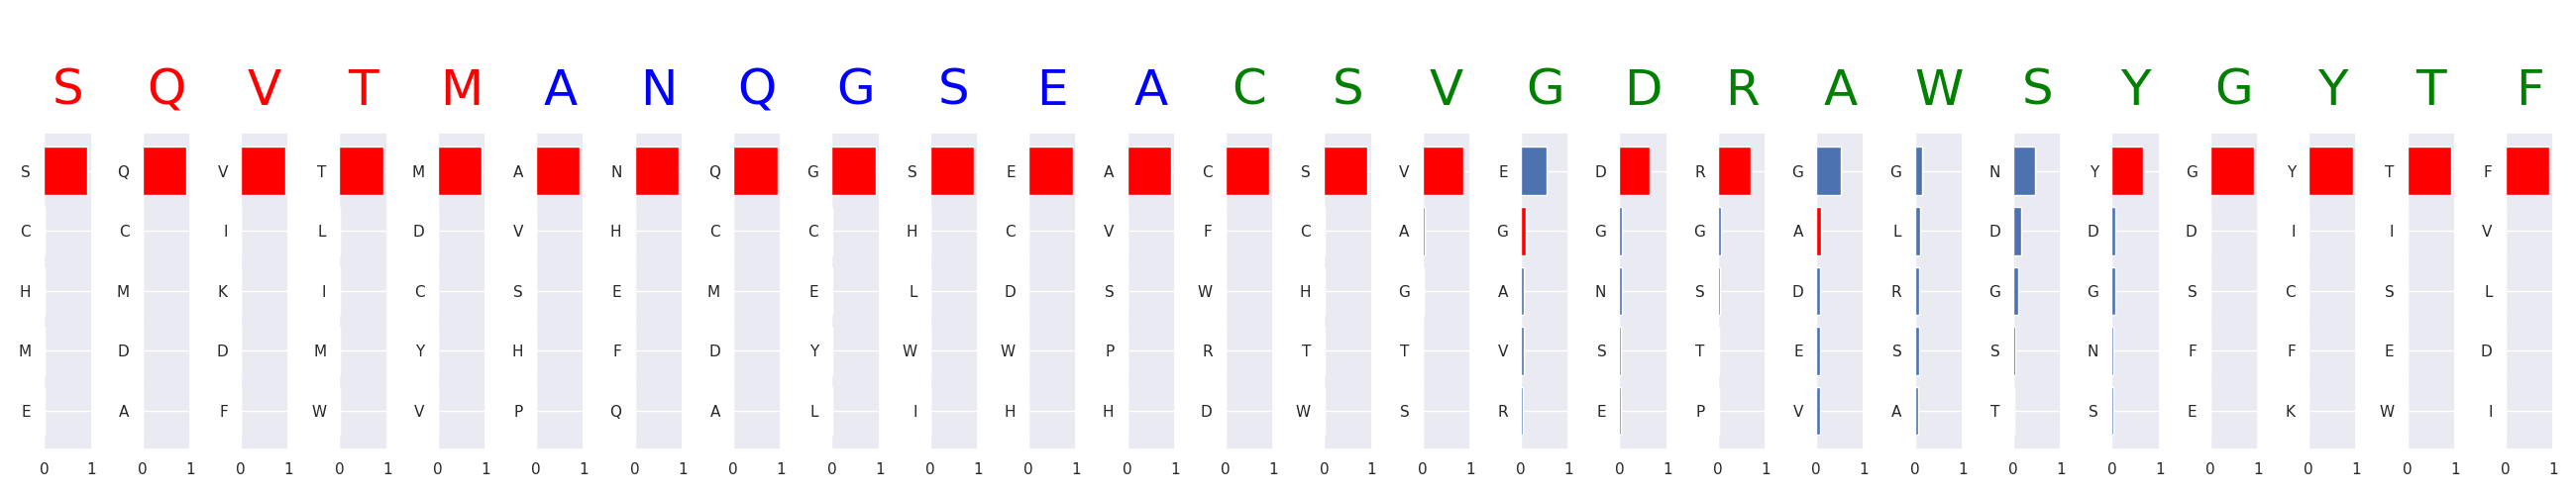 S Q V T M A N Q G S E A C S V G D R A W S Y G Y T F
S Q V T M A N Q G S E A C S V E D R G G N Y G Y T F
C C I L D V H C C H C V F C A G G G A L D D D I I V
H M K I C S E M E L D S W H G A N S D R G G S C S L
M D D M Y H F D Y W W P R T T V S T E S S N F F E D
E A F W V P Q A L I H H D W S R E P V A T S E K W I
0 1 0 1 0 1 0 1 0 1 0 1 0 1 0 1 0 1 0 1 0 1 0 1 0 1 0 1 0 1 0 1 0 1 0 1 0 1 0 1 0 1 0 1 0 1 0 1 0 1 0 1